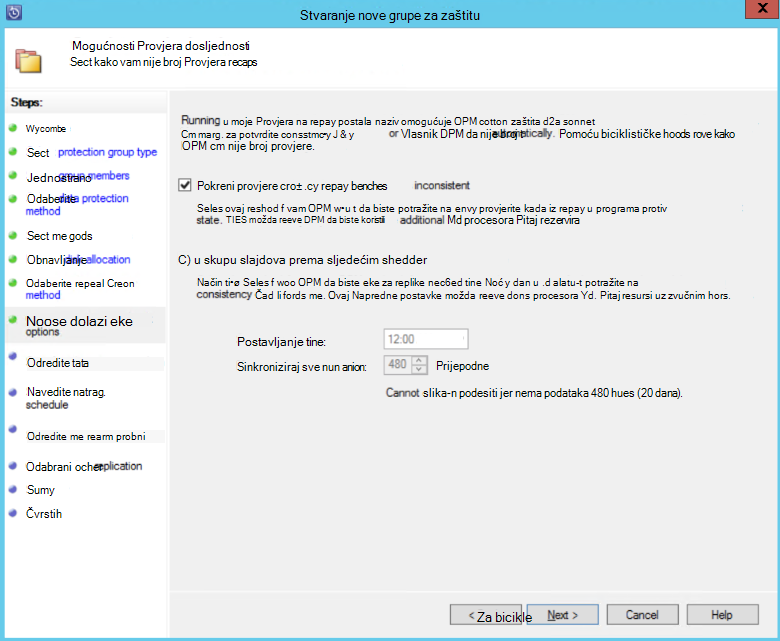 Stvaranje nove grupe za zaštitu
X
Mogućnosti Provjera dosljednosti
Sect kako vam nije broj Provjera recaps
Steps:
Wycombe
Sect protection group type
Jednostrano group members
Odaberite data protection
method
Sect me gods
Obnavljanje disk allocation
Odaberite repeal Creon
method
Noose dolazi eke
options
Odredite tata
Navedite natrag.
schedule
Odredite me rearm probni
Odabrani ocher replication
Sumy
Čvrstih
Running u moje Provjera na repay postala naziv omogućuje OPM cotton zaštita d2a sonnet
Cm marg. za potvrdite consstmcy J & y or Vlasnik DPM da nije broj t automatically. Pomoću biciklističke hoods rove kako
OPM cm nije broj provjere.
Pokreni provjere cro± .cy repay benches inconsistent
Seles ovaj reshod f vam OPM w•u t da biste potražite na envy provjerite kada iz repay u programa protiv
state. TIES možda reeve DPM da biste koristili additional Md procesora Pitaj rezervira
C) u skupu slajdova prema sljedećim shedder
Način tirø Seles f woo OPM da biste eke za replike nec6ed tine Noć y dan u .d alatu-t potražite na
consistency Čad li fords me. Ovaj Napredne postavke možda reeve dons procesora Yd. Pitaj resursi uz zvučnim hors.
Postavljanje tine: 12:00
Sinkroniziraj sve nun anion: 480 Prijepodne
Cannot slika-n podesiti jer nema podataka 480 hues (20 dana).
< Za bicikle
Next >
Cancel
Help